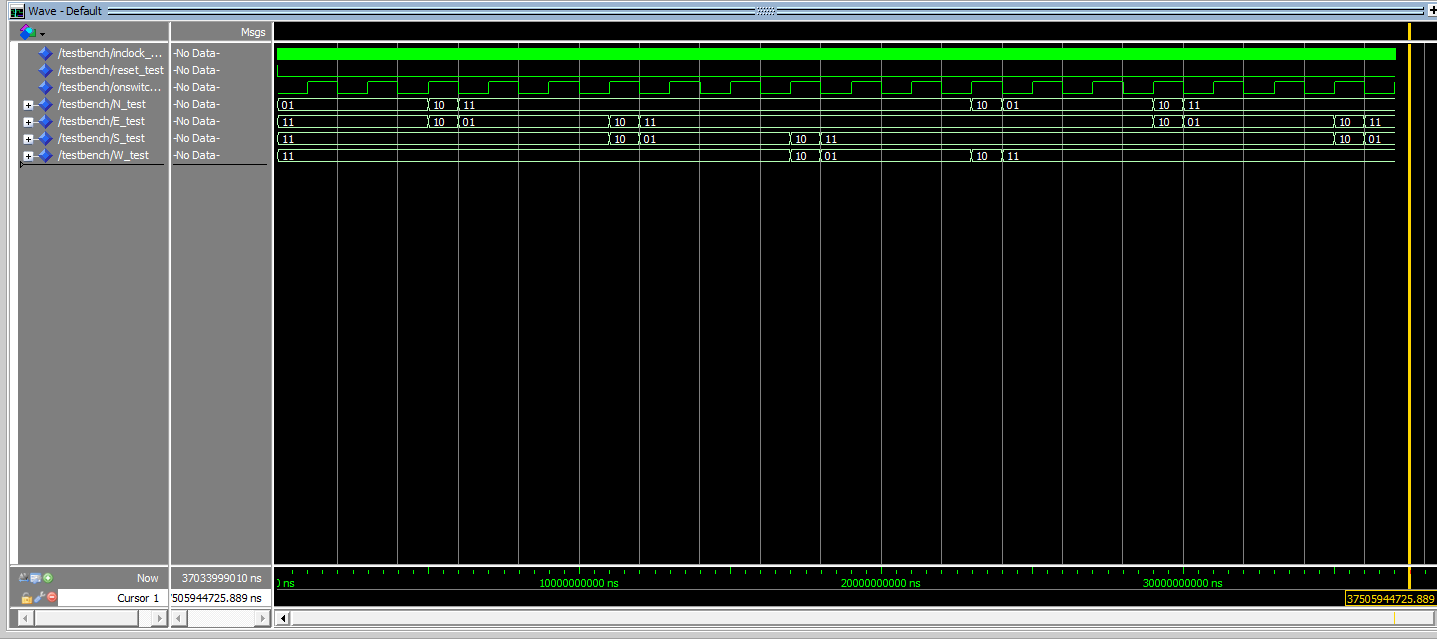 Wave - Default
Msgs
/testbench/inclock_... -No Data-
/testbench/reset_test -No Data-
/testbench/onswitc... -No Data-
/testbench/N_test -No Data- 01 10 11 10 01 10 11
/testbench/E_test -No Data- 11 10 01 10 11 10 01 10 11
/testbench/S_test -No Data- 11 10 01 10 11 10 01
/testbench/W_test -No Data- 11 10 01 10 11
Now 37033999010 ns 0 ns 10000000000 ns 20000000000 ns 30000000000 ns
Cursor 1 7505944725.889 ns 37505944725.889